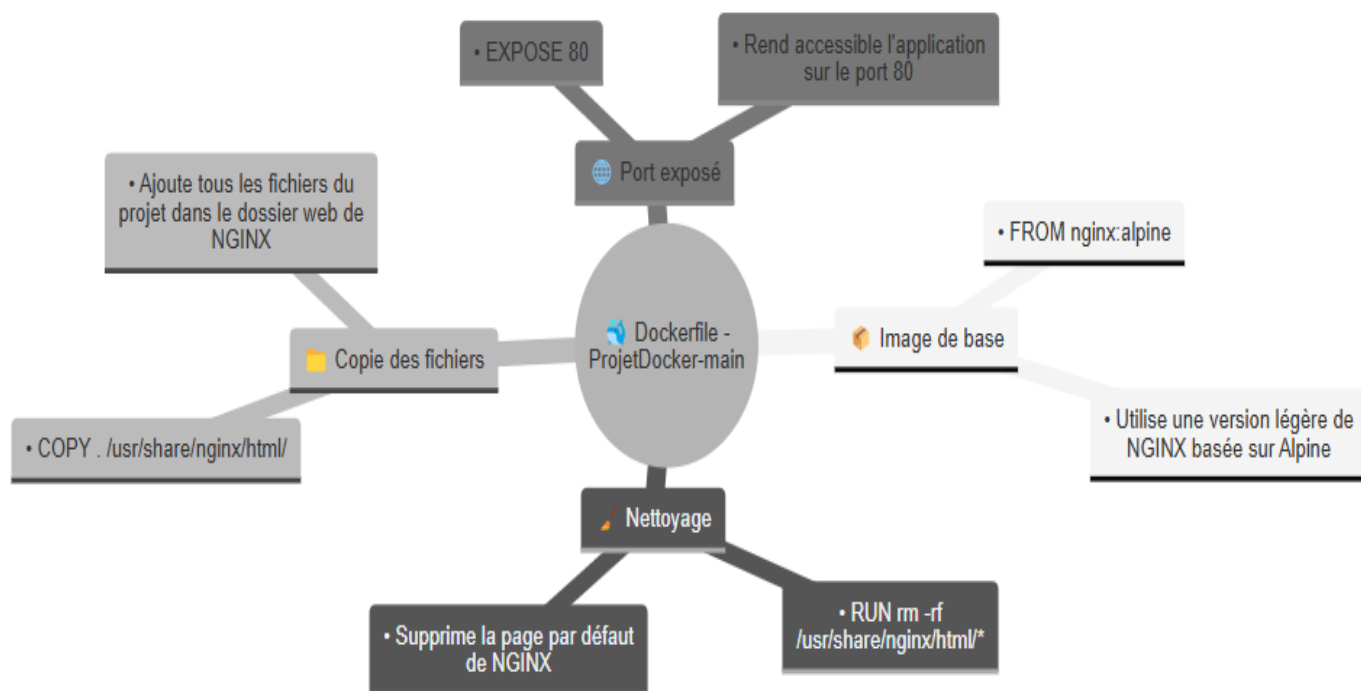 • EXPOSE 80
• Rend accessible l'application
sur le port 80
🌐 Port exposé
• Ajoute tous les fichiers du
projet dans le dossier web de
NGINX
• FROM nginx:alpine
🐳 Dockerfile -
ProjetDocker-main
📁 Copie des fichiers
📦 Image de base
• COPY . /usr/share/nginx/html/
• Utilise une version légère de
NGINX basée sur Alpine
🧹 Nettoyage
• Supprime la page par défaut
de NGINX
• RUN rm -rf
/usr/share/nginx/html/*